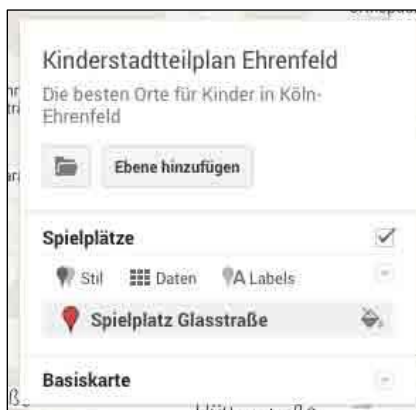 Kinderstadtteilplan Ehrenfeld
Die besten Orte für Kinder in Köln-
Ehrenfeld
Ebene hinzufügen
Spielplätze
Stil Daten A Labels
Spielplatz Glasstraße
Basiskarte